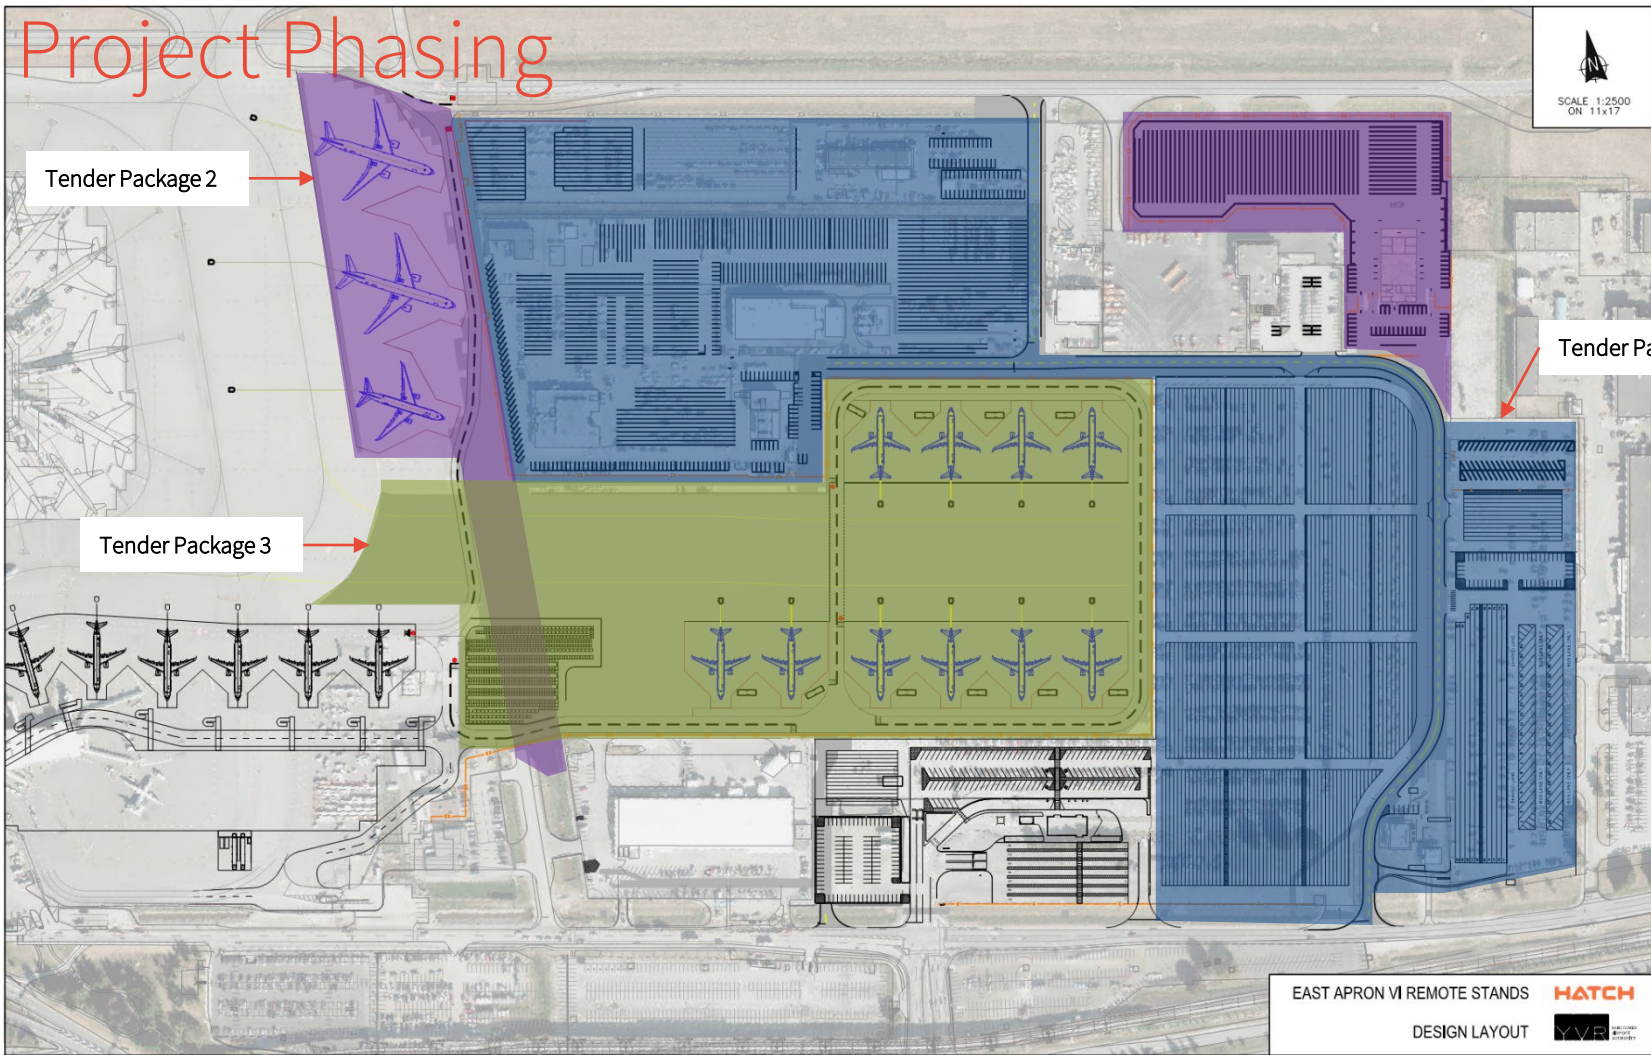 Project Phasing
SCALE 1:2500
ON 11x17
Tender Package 2
Tender Pa
Tender Package 3
EAST APRON VI REMOTE STANDS
HATCH
DESIGN LAYOUT
YVR